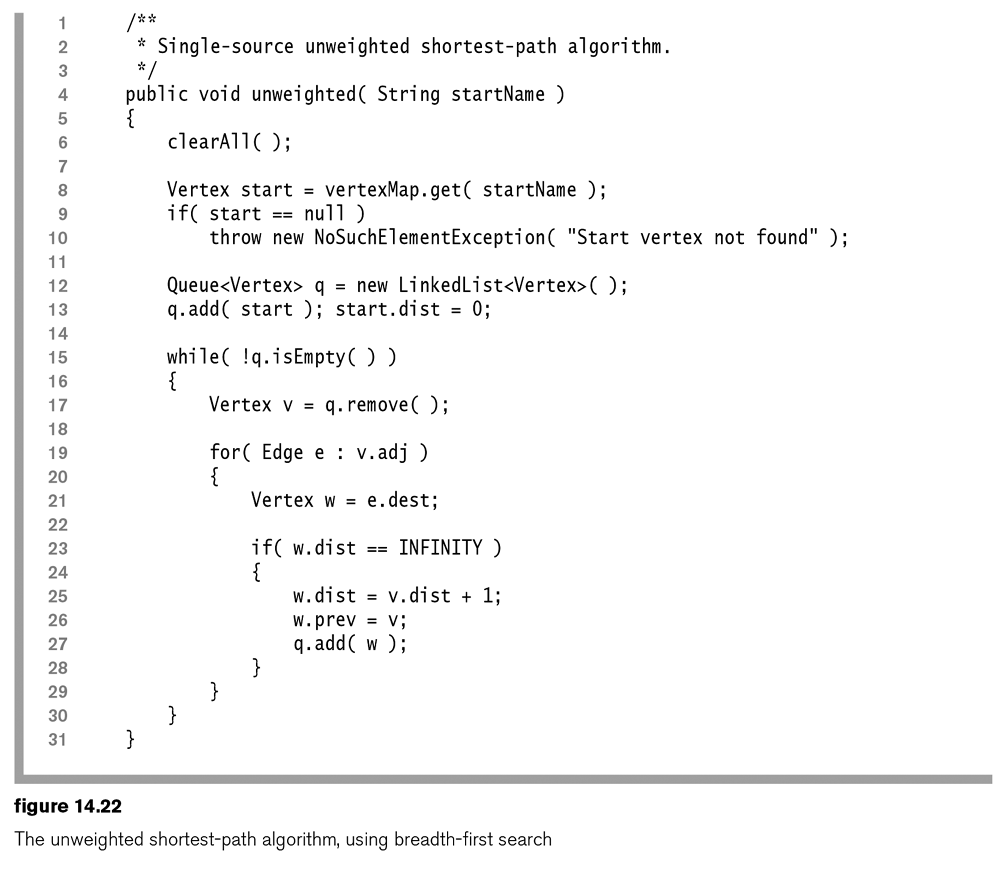 1 /**
2 * Single-source unweighted shortest-path algorithm.
3 */
4 public void unweighted( String startName )
5 {
6 clearAll( );
7
8 Vertex start = vertexMap.get( startName );
9 if( start == null )
10 throw new NoSuchElementException( "Start vertex not found" );
11
12 Queue<Vertex> q = new LinkedList<Vertex>( );
13 q.add( start ); start.dist = 0;
14
15 while( !q.isEmpty( ) )
16 {
17 Vertex v = q.remove( );
18
19 for( Edge e : v.adj )
20 {
21 Vertex w = e.dest;
22
23 if( w.dist == INFINITY )
24 {
25 w.dist = v.dist + 1;
26 w.prev = v;
27 q.add( w );
28 }
29 }
30 }
31 }
figure 14.22
The unweighted shortest-path algorithm, using breadth-first search